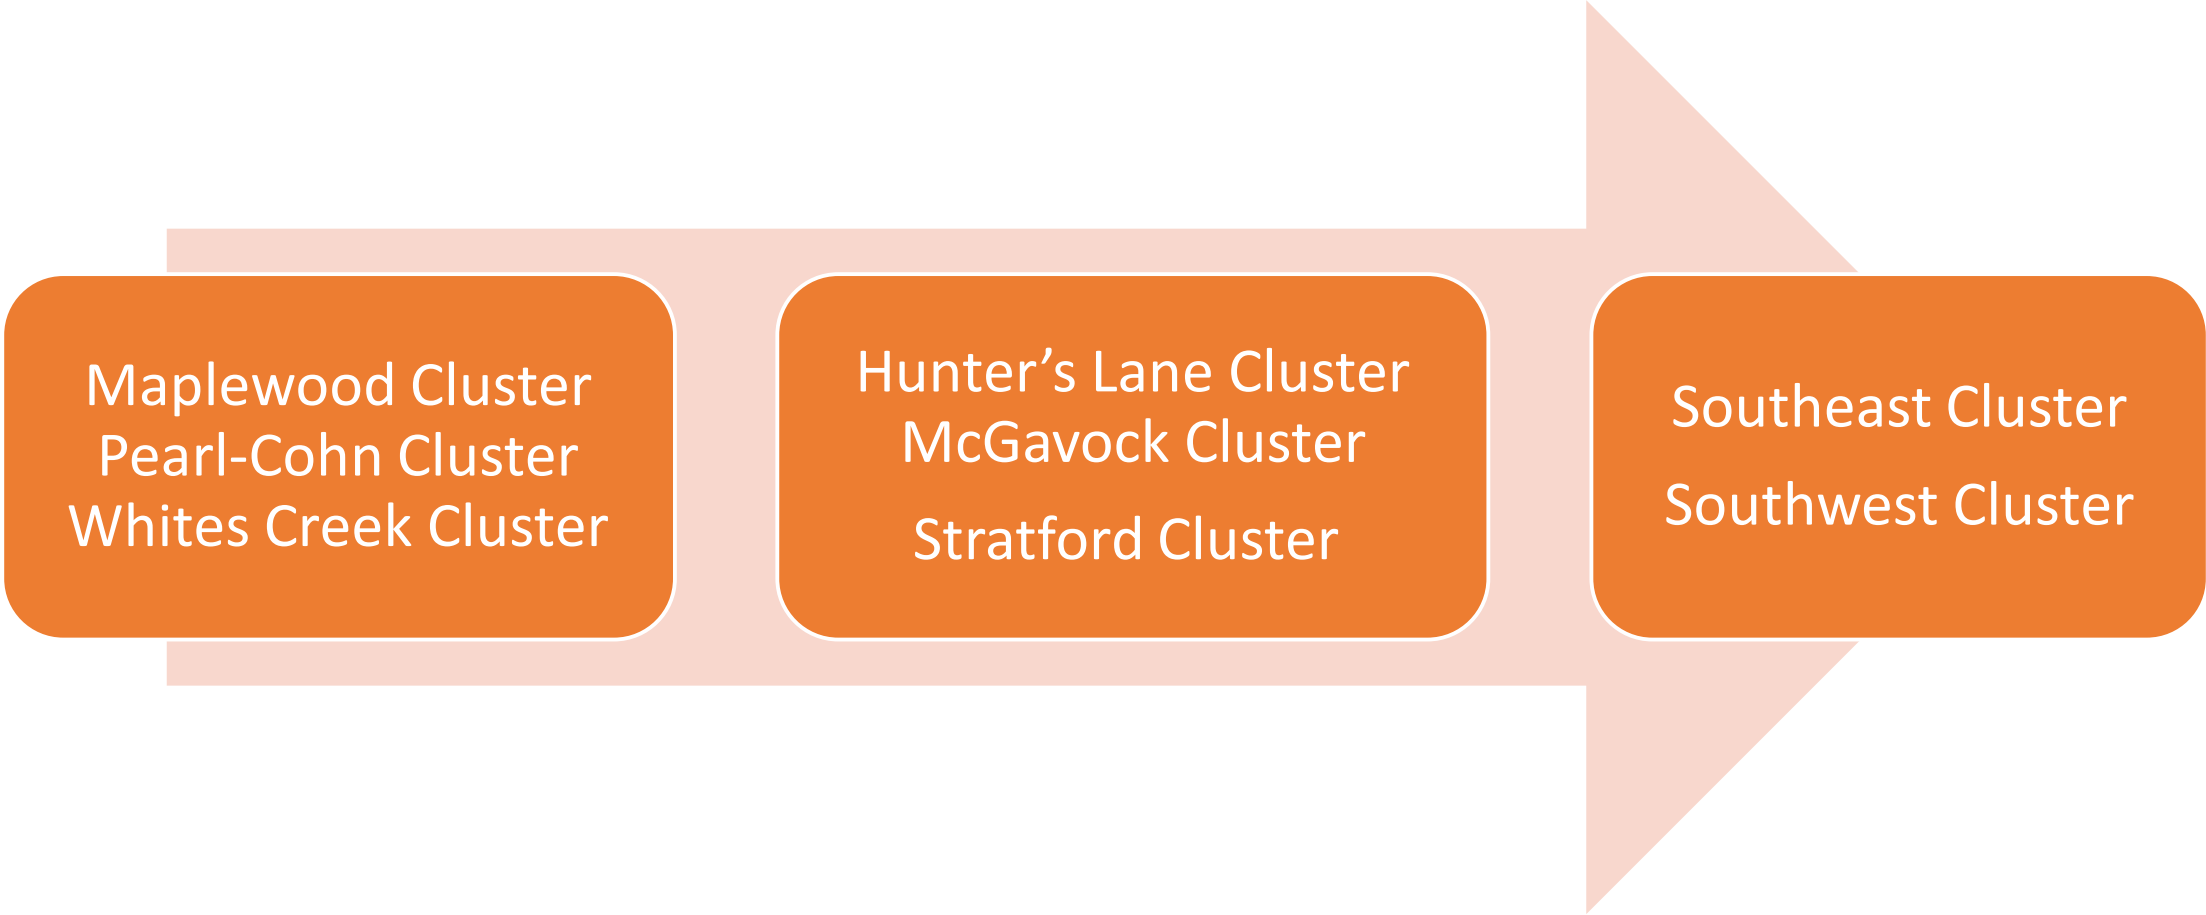 Maplewood Cluster
Pearl-Cohn Cluster
Whites Creek Cluster
Hunter’s Lane Cluster
McGavock Cluster
Stratford Cluster
Southeast Cluster
Southwest Cluster